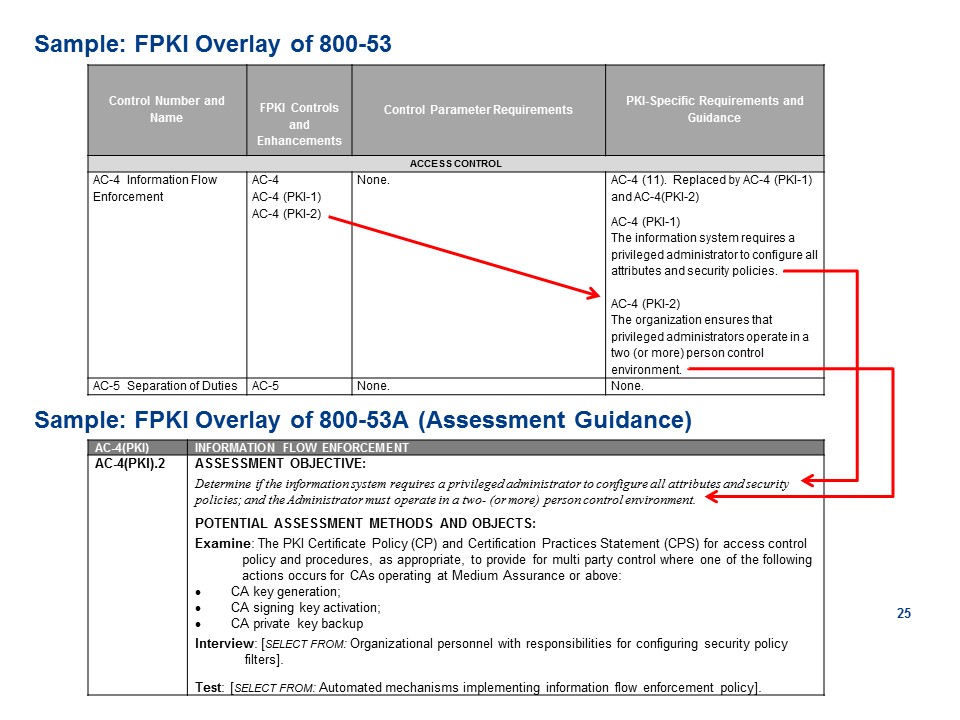 Sample: FPKI Overlay of 800-53
Control Number and
Name
FPKI Controls
and
Enhancements
Control Parameter Requirements
PKI-Specific Requirements and
Guidance
ACCESS CONTROL
AC-4 Information Flow
Enforcement
AC-4
AC-4 (PKI-1)
AC-4 (PKI-2)
None.
AC-4 (11). Replaced by AC-4 (PKI-1)
and AC-4(PKI-2)
AC-4 (PKI-1)
The information system requires a
privileged administrator to configure all
attributes and security policies.
AC-4 (PKI-2)
The organization ensures that
privileged administrators operate in a
two (or more) person control
environment.
AC-5 Separation of Duties
AC-5
None.
None.
Sample: FPKI Overlay of 800-53A (Assessment Guidance)
AC-4(PKI)
INFORMATION FLOW ENFORCEMENT
AC-4(PKI).2
ASSESSMENT OBJECTIVE:
Determine if the information system requires a privileged administrator to configure all attributes and security
policies; and the Administrator must operate in a two- (or more) person control environment.
POTENTIAL ASSESSMENT METHODS AND OBJECTS:
Examine: The PKI Certificate Policy (CP) and Certification Practices Statement (CPS) for access control
policy and procedures, as appropriate, to provide for multi party control where one of the following
actions occurs for CAs operating at Medium Assurance or above:
• CA key generation;
• CA signing key activation;
• CA private key backup
Interview: [SELECT FROM: Organizational personnel with responsibilities for configuring security policy
filters].
Test: [SELECT FROM: Automated mechanisms implementing information flow enforcement policy].
25